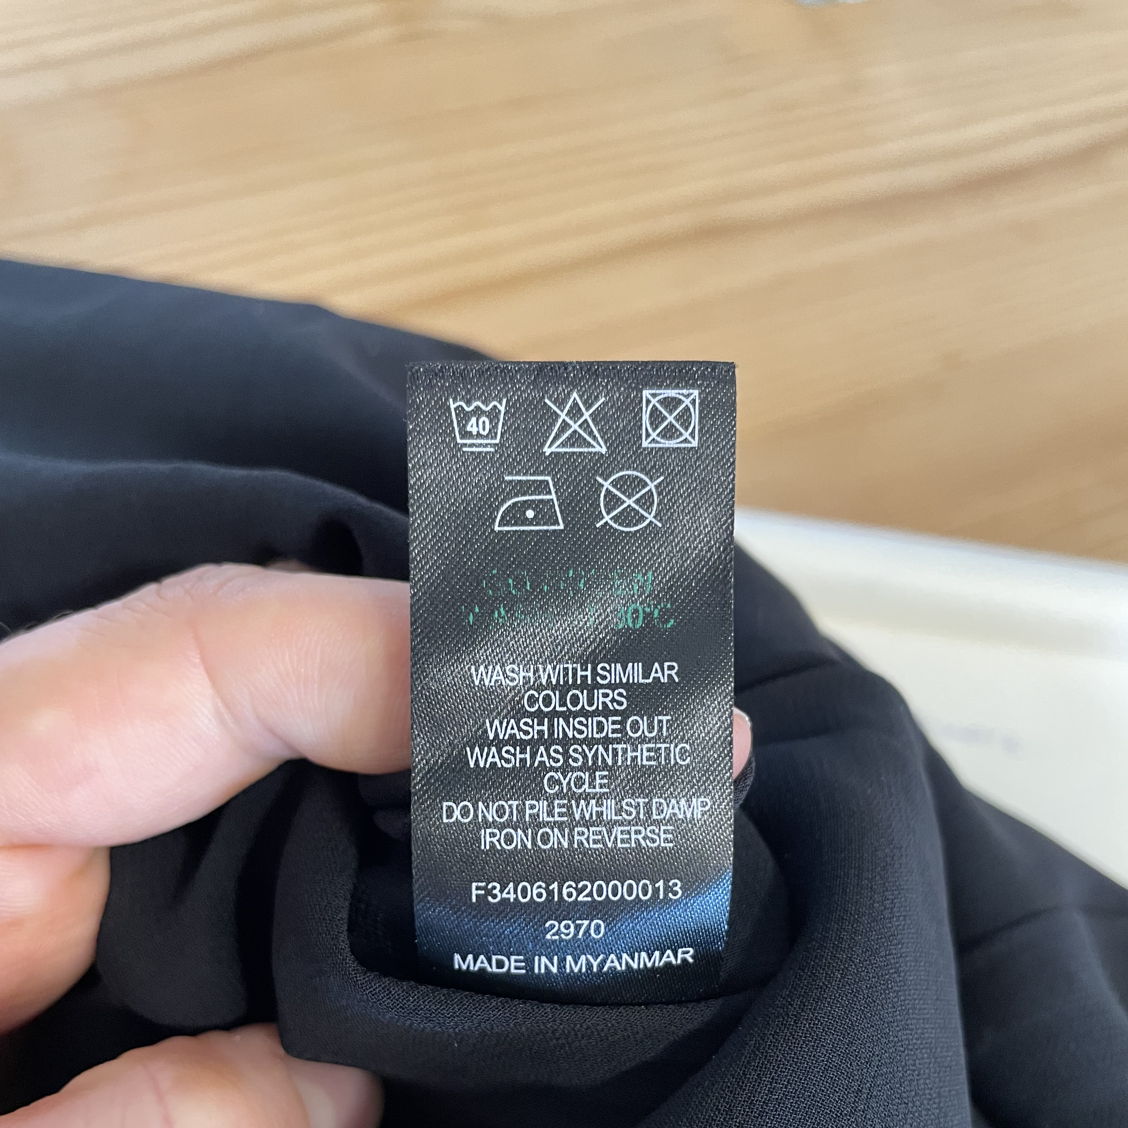 40
30°C
WASH WITH SIMILAR
COLOURS
WASH INSIDE OUT
WASH AS SYNTHETIC
CYCLE
DO NOT PILE WHILST DAMP
IRON ON REVERSE
F3406162000013
2970
MADE IN MYANMAR